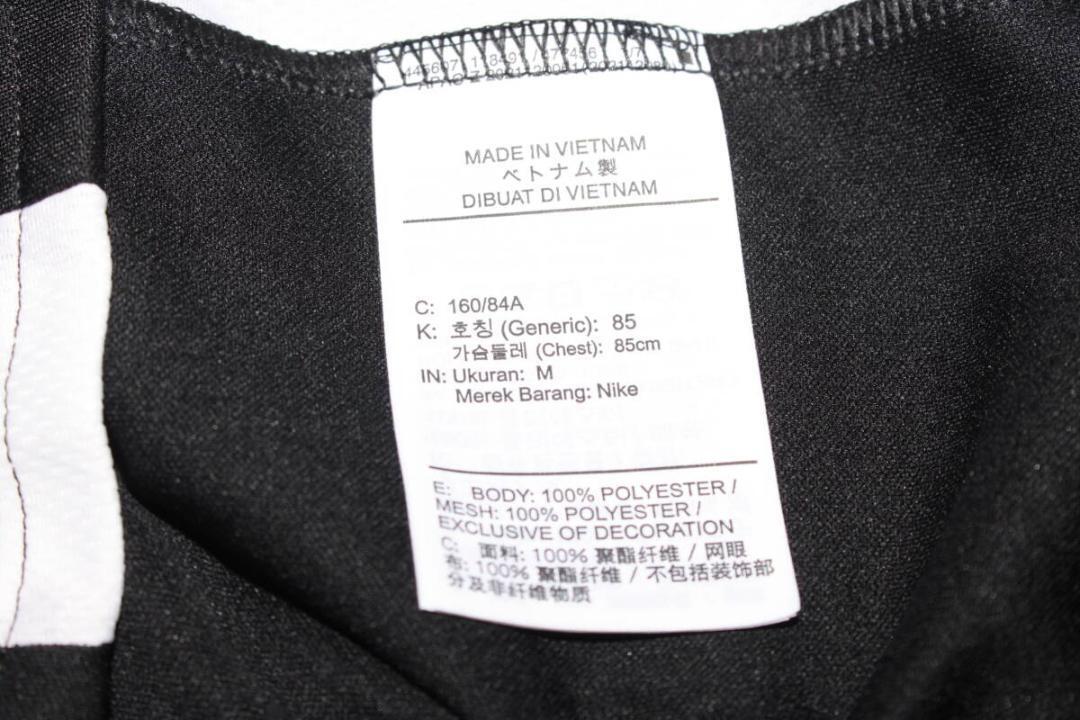 MADE IN VIETNAM
ベトナム製
DIBUAT DI VIETNAM
C: 160/84A
K: 호칭 (Generic): 85
가슴둘레 (Chest): 85cm
IN: Ukuran: M
Merek Barang: Nike
E: BODY: 100% POLYESTER /
MESH: 100% POLYESTER /
EXCLUSIVE OF DECORATION
C: 面料: 100% 聚酯纤维 / 网眼
布: 100% 聚酯纤维 / 不包括装饰部
分及非纤维物质